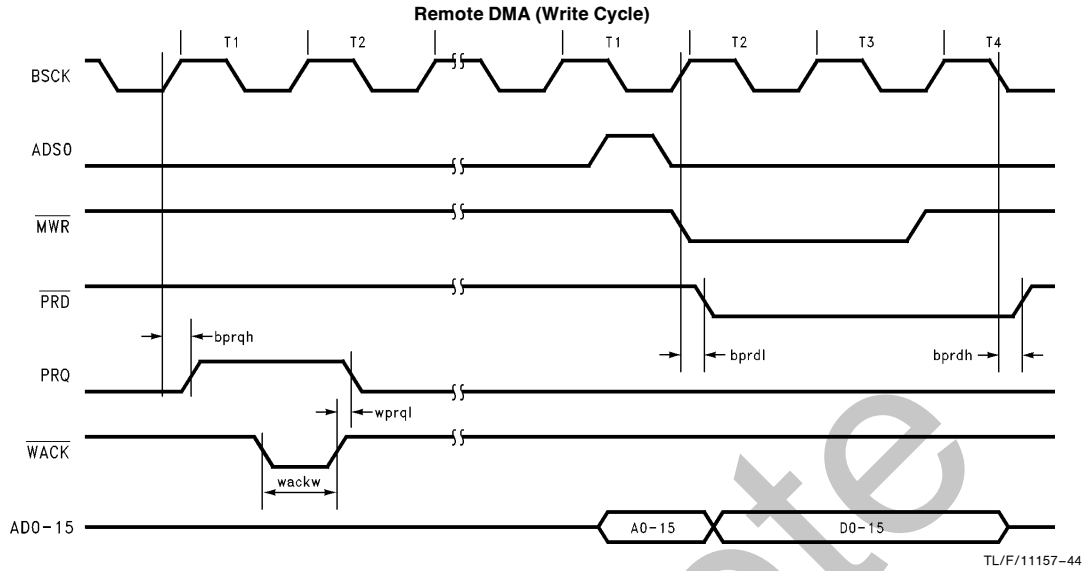 Remote DMA (Write Cycle)
T1 T2 T1 T2 T3 T4
BSCK
ADS0
MWR
PRD
bprqh bprdl bprdh
PRQ
wprql
WACK
wackw
AD0-15 A0-15 D0-15
TL/F/11157-44